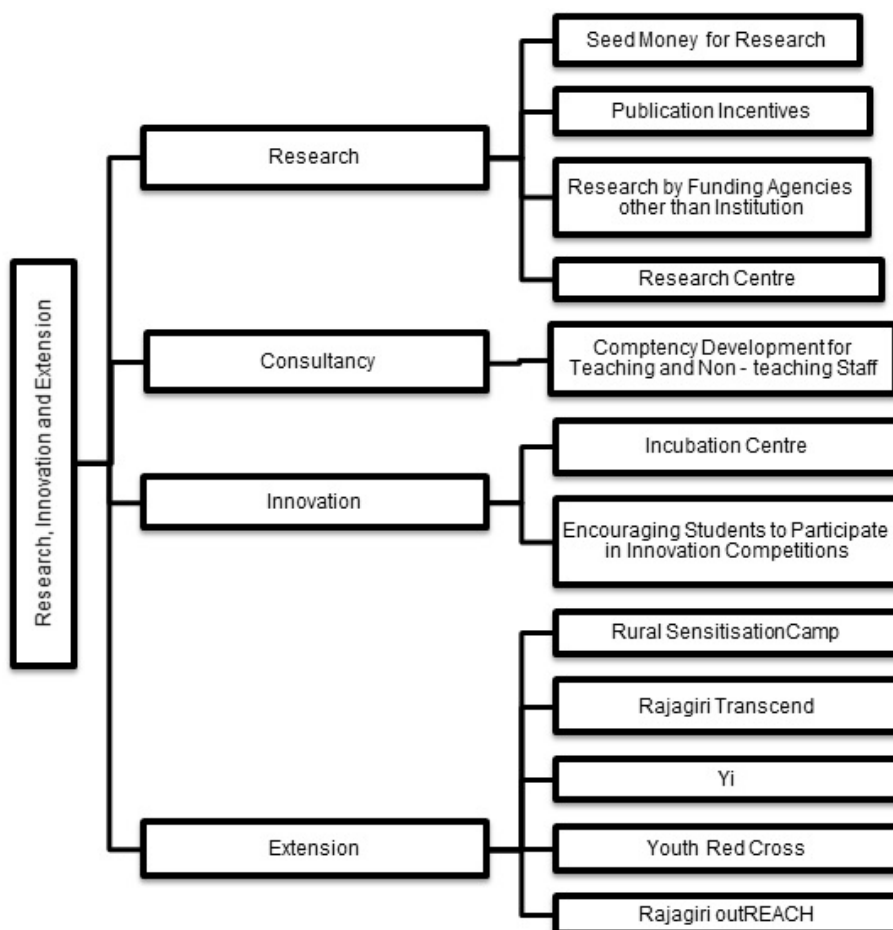 Research, Innovation and Extension
Research
Seed Money for Research
Publication Incentives
Research by Funding Agencies
other than Institution
Research Centre
Consultancy
Comptency Development for
Teaching and Non - teaching Staff
Innovation
Incubation Centre
Encouraging Students to Participate
in Innovation Competitions
Extension
Rural SensitisationCamp
Rajagiri Transcend
Yi
Youth Red Cross
Rajagiri outREACH